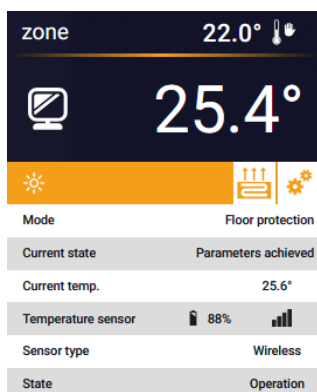 zone 22.0°
25.4°
Mode Floor protection
Current state Parameters achieved
Current temp. 25.6°
Temperature sensor 88%
Sensor type Wireless
State Operation